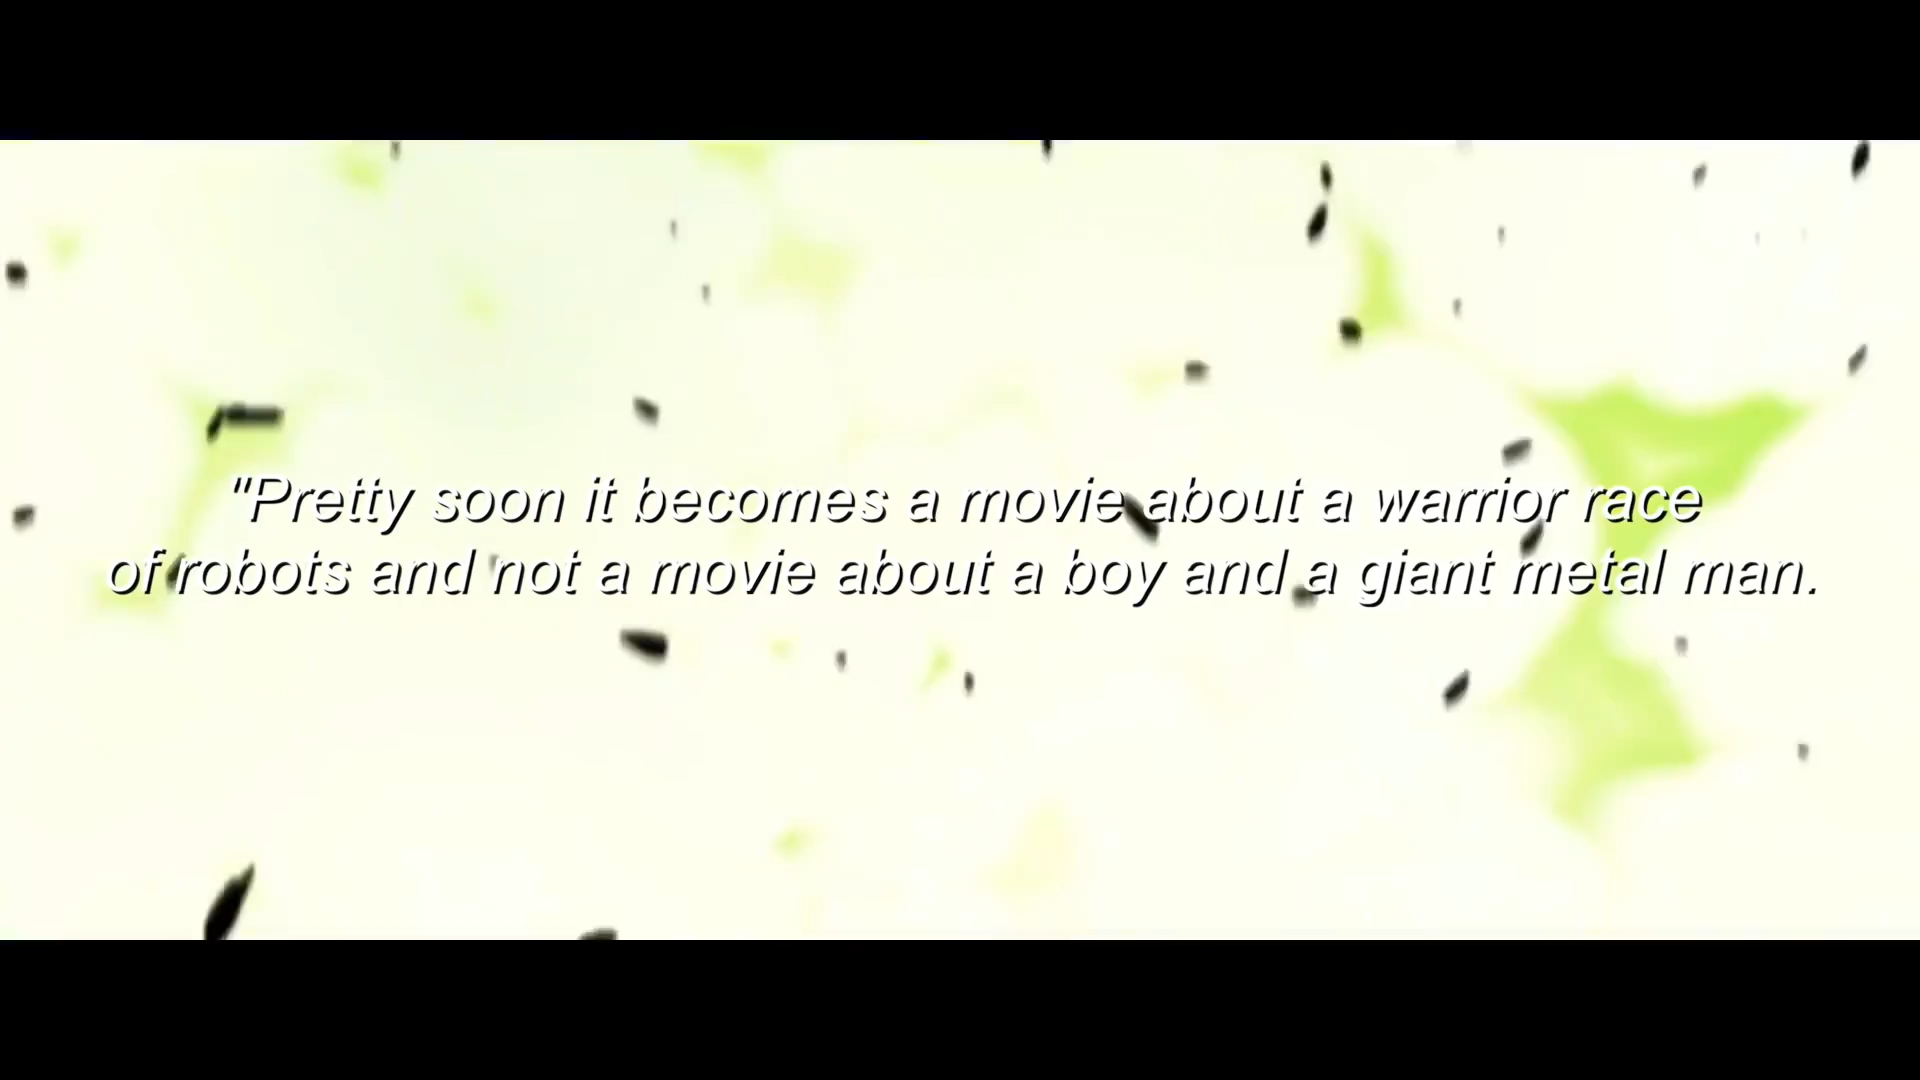 "Pretty soon it becomes a movie about a warrior race
of robots and not a movie about a boy and a giant metal man.